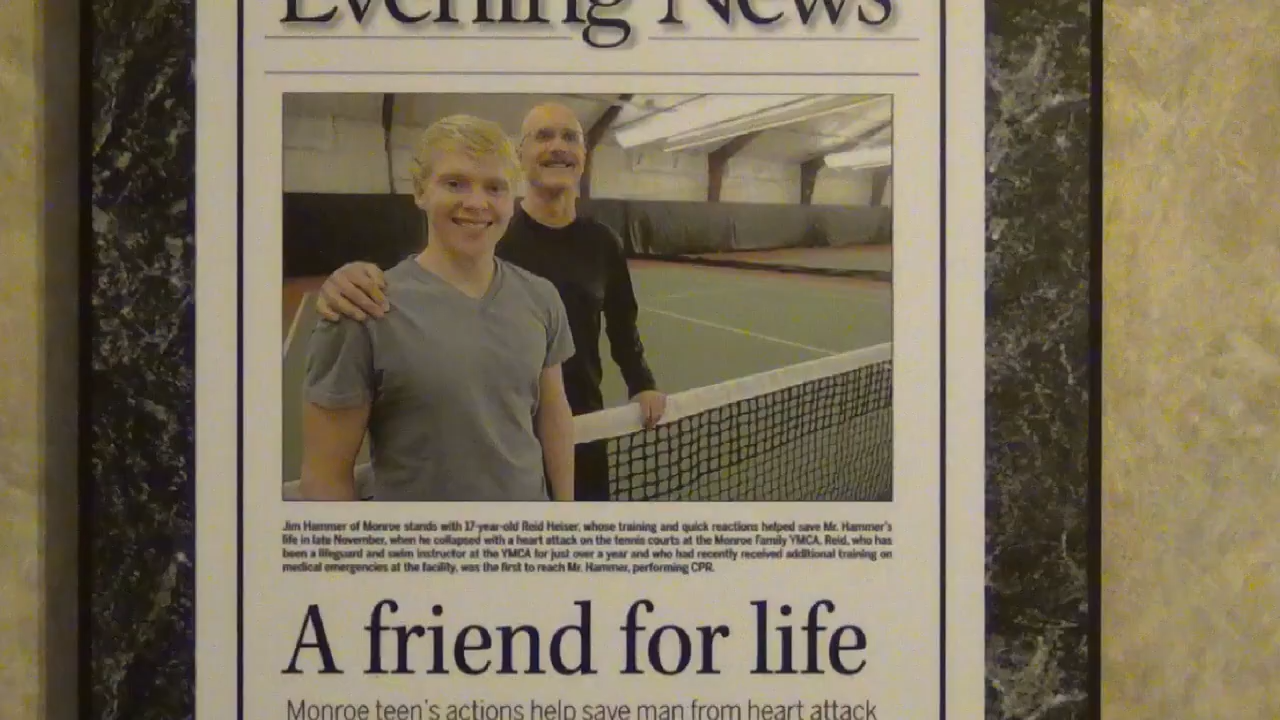 Evening News
Jim Hammer of Monroe stands with 17-year-old Reid Heiser, whose training and quick reactions helped save Mr. Hammer's
life in late November, when he collapsed with a heart attack on the tennis courts at the Monroe Family YMCA. Reid, who has
been a lifeguard and swim instructor at the YMCA for just over a year and who had recently received additional training on
medical emergencies at the facility, was the first to reach Mr. Hammer, performing CPR.
A friend for life
Monroe teen's actions help save man from heart attack